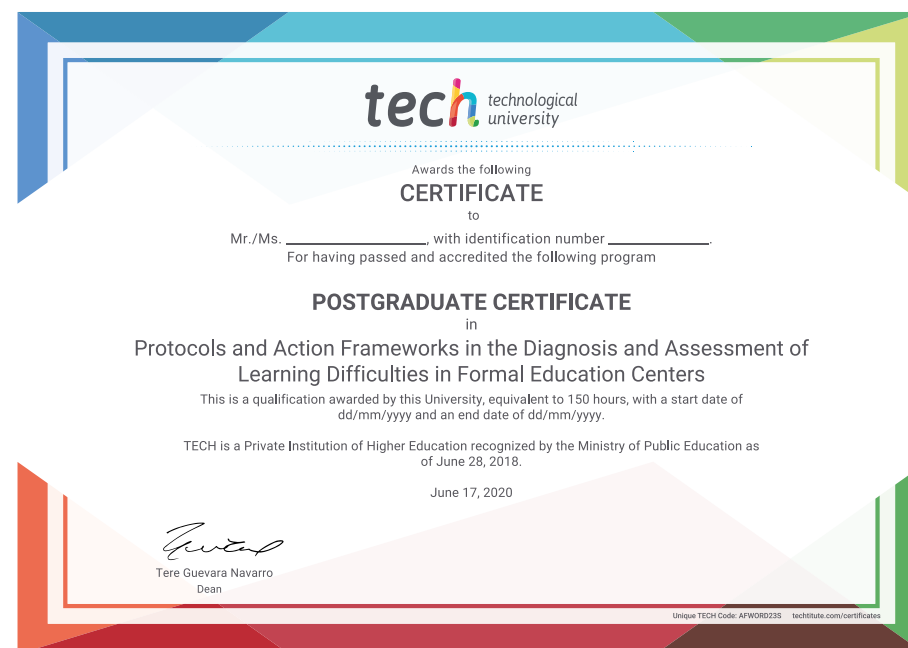 tech technological
university
Awards the following
CERTIFICATE
to
Mr./Ms. ____________________, with identification number ______________.
For having passed and accredited the following program
POSTGRADUATE CERTIFICATE
in
Protocols and Action Frameworks in the Diagnosis and Assessment of
Learning Difficulties in Formal Education Centers
This is a qualification awarded by this University, equivalent to 150 hours, with a start date of
dd/mm/yyyy and an end date of dd/mm/yyyy.
TECH is a Private Institution of Higher Education recognized by the Ministry of Public Education as
of June 28, 2018.
June 17, 2020
Tere Guevara Navarro
Dean
Unique TECH Code: AFWORD23S techtitute.com/certificates